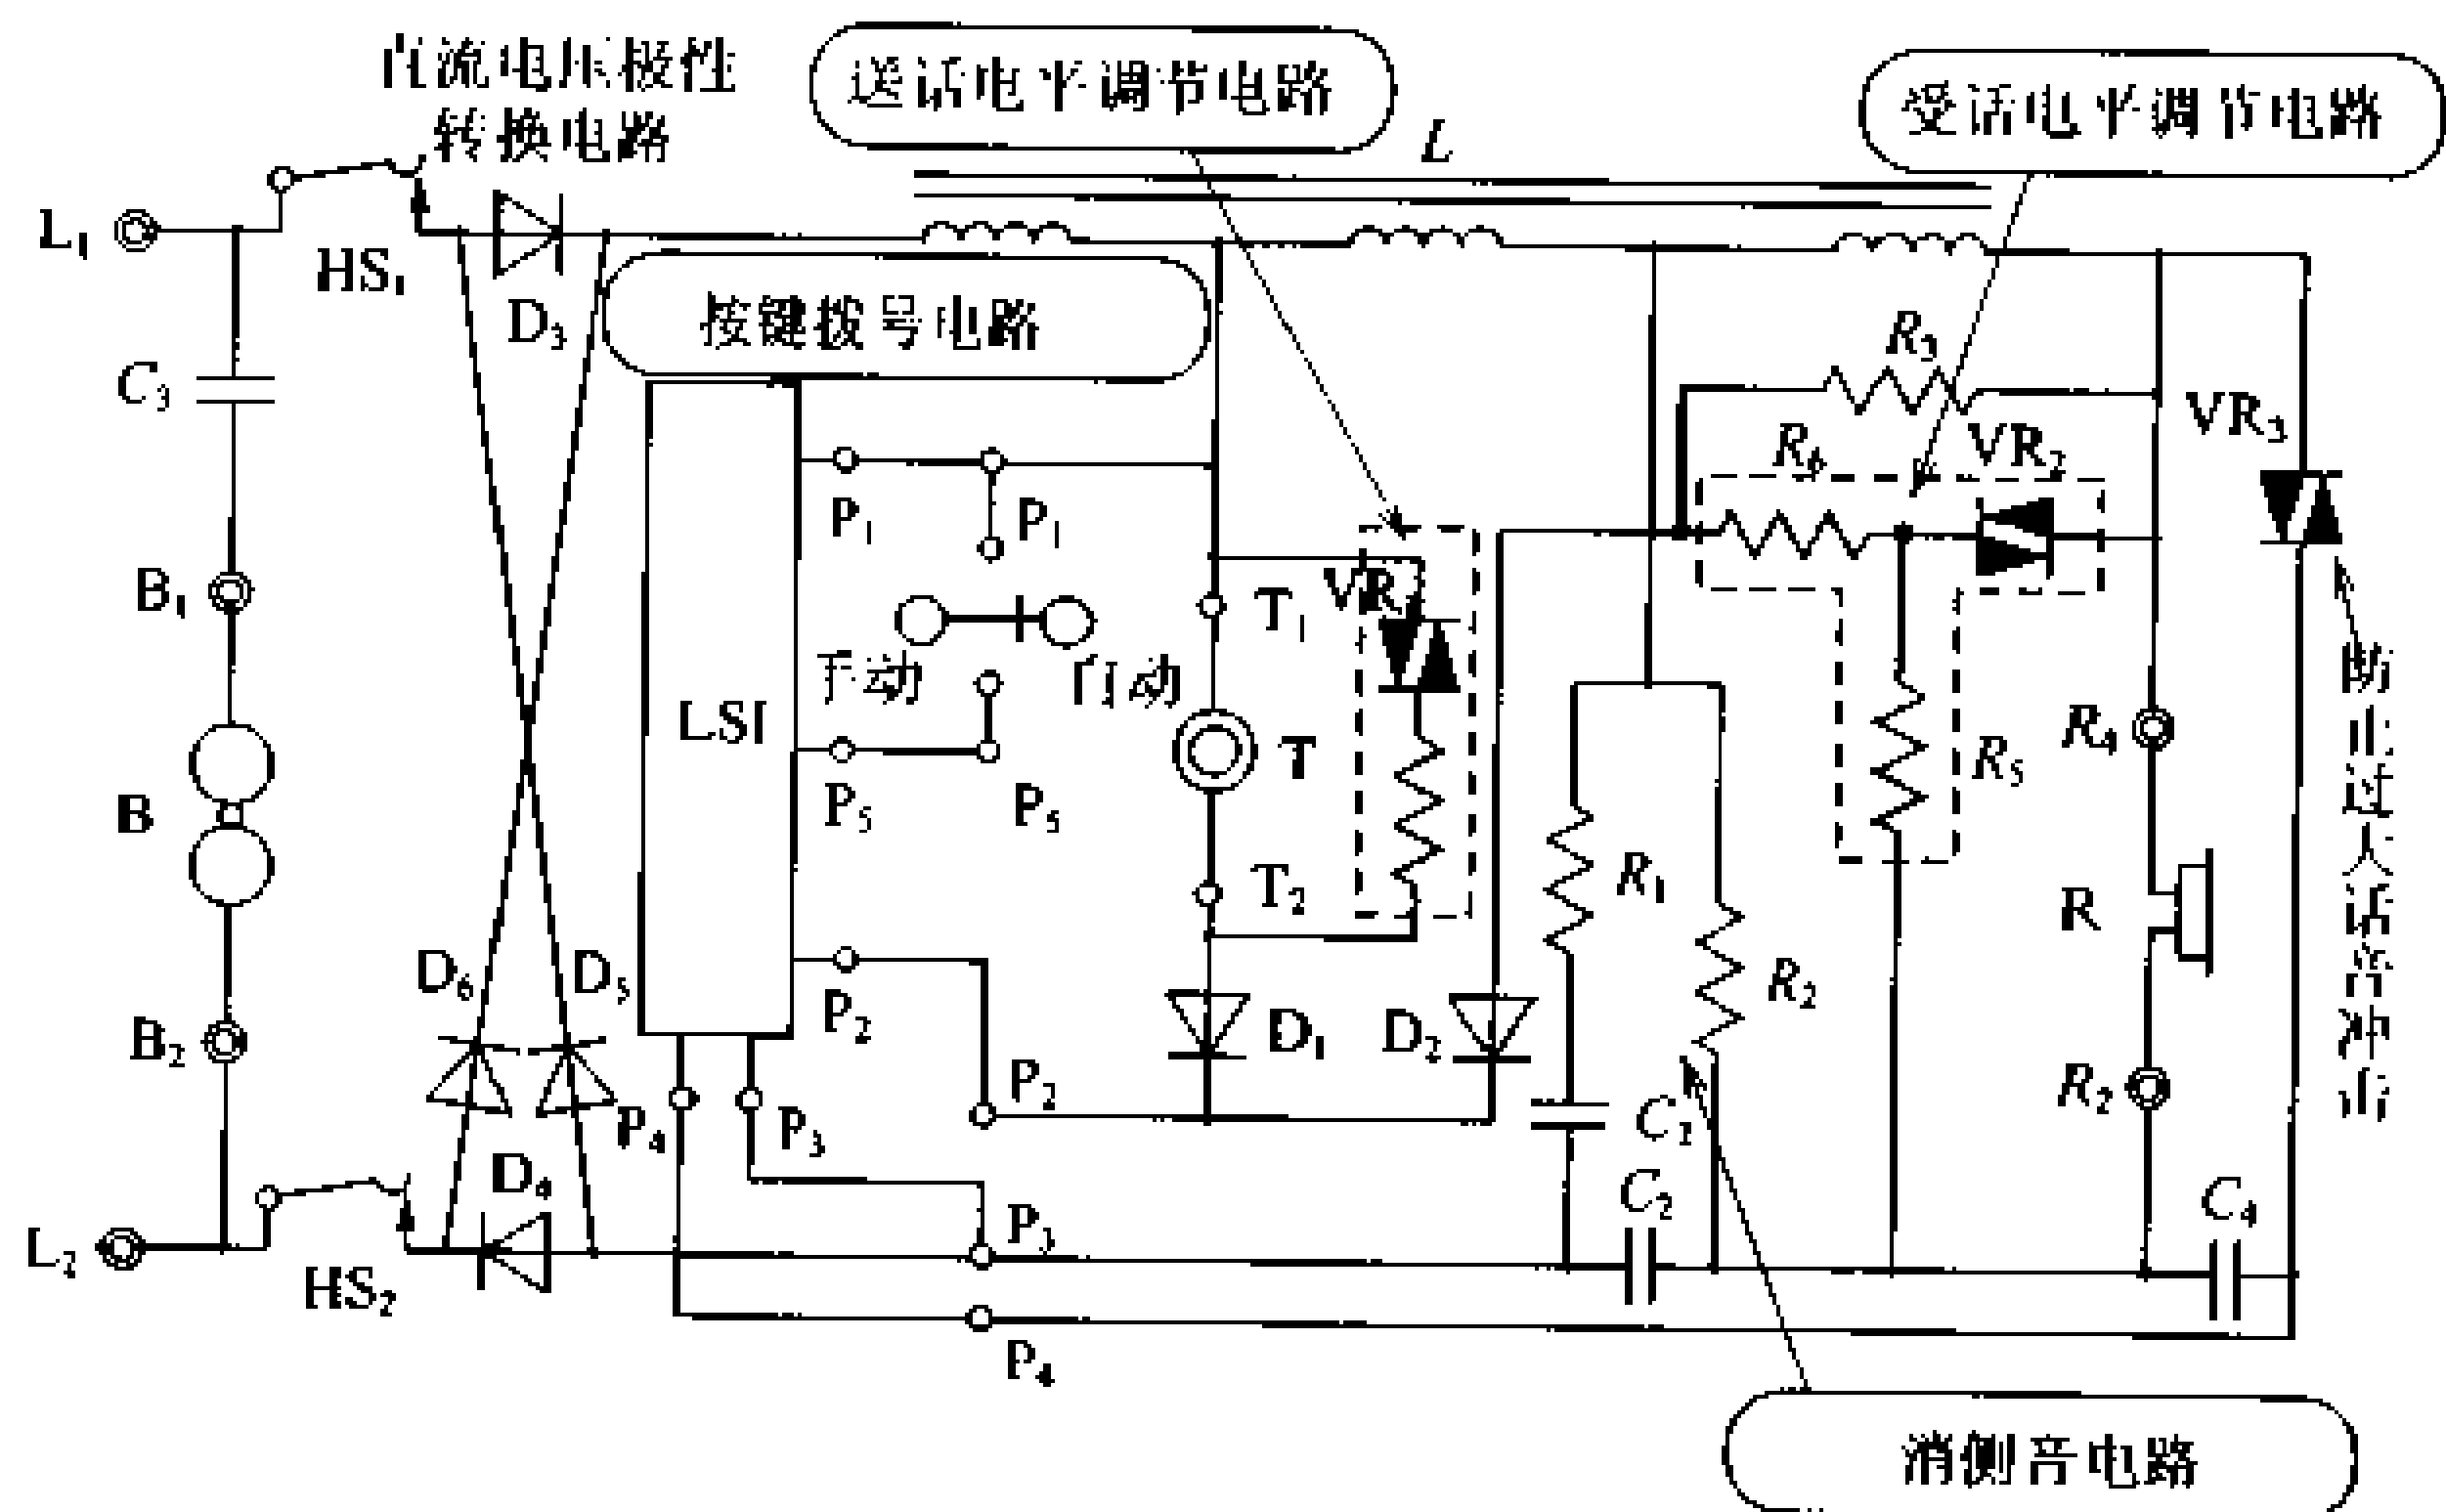 直流电压极性
转换电路
送话电平调节电路
受话电平调节电路
L
L₁
HS₁
D₃
按键拨号电路
C₃
R₃
VR₃
R₆
VR₂
P₁
P₁
B₁
T₁
VR
手动
自动
LSI
T
R₄
R₅
防止过大话音冲击
B
P₅
P₅
T₂
R₁
R
D₆
D₅
R₂
B₂
P₂
D₁
D₂
P₂
R₂
P₄
P₃
D₄
C₂
C₄
P₃
L₂
HS₂
P₄
消侧音电路